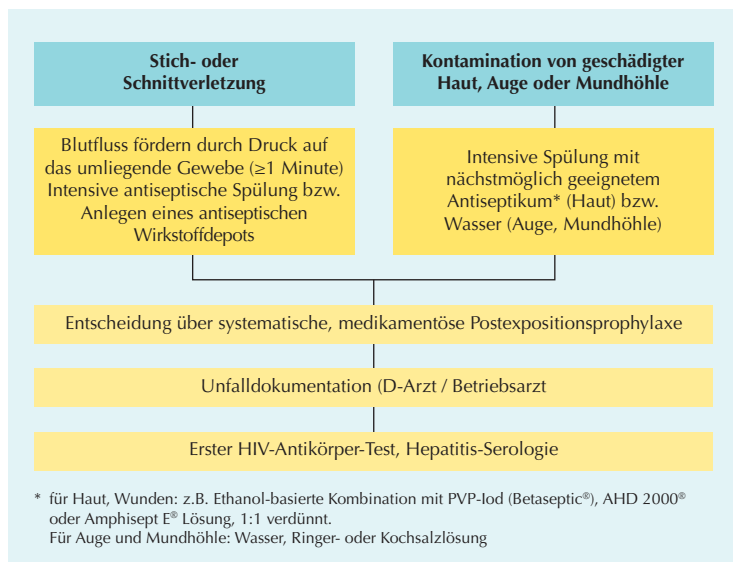 Stich- oder
Schnittverletzung
Kontamination von geschädigter
Haut, Auge oder Mundhöhle
Blutfluss fördern durch Druck auf
das umliegende Gewebe (≥1 Minute)
Intensive antiseptische Spülung bzw.
Anlegen eines antiseptischen
Wirkstoffdepots
Intensive Spülung mit
nächstmöglich geeignetem
Antiseptikum* (Haut) bzw.
Wasser (Auge, Mundhöhle)
Entscheidung über systematische, medikamentöse Postexpositionsprophylaxe
Unfalldokumentation (D-Arzt / Betriebsarzt
Erster HIV-Antikörper-Test, Hepatitis-Serologie
* für Haut, Wunden: z.B. Ethanol-basierte Kombination mit PVP-Iod (Betaseptic®), AHD 2000®
oder Amphisept E® Lösung, 1:1 verdünnt.
Für Auge und Mundhöhle: Wasser, Ringer- oder Kochsalzlösung